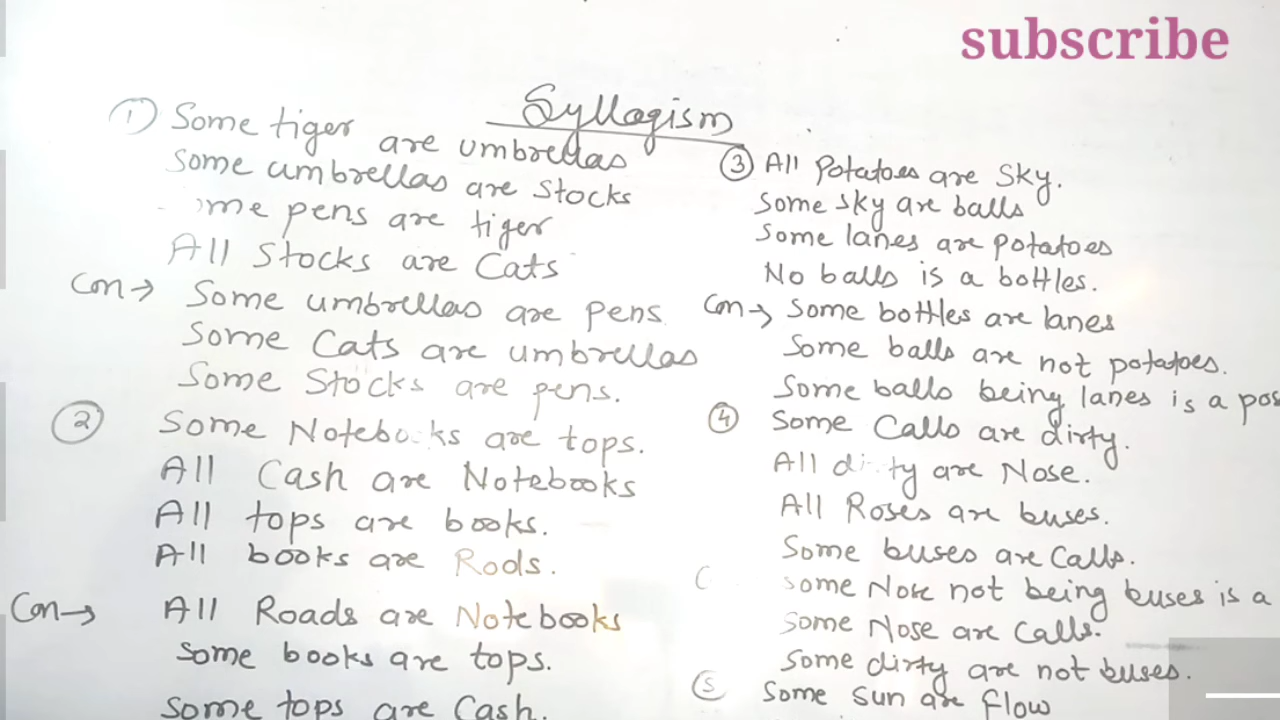 subscribe
Syllogism
① Some tiger are umbrellas
Some umbrellas are Stocks
me pens are tiger
All Stocks are Cats
Con → Some umbrellas are pens.
Some Cats are umbrellas
Some Stocks are pens.
② Some Notebo ks are tops.
All Cash are Notebooks
All tops are books.
All books are Rods.
Con → All Roads are Notebooks
Some books are tops.
Some tops are Cash.
③ All Potatoes are Sky.
Some sky are balls
Some lanes are potatoes
No balls is a bottles.
Con → Some bottles are lanes
Some balls are not potatoes.
Some balls being lanes is a pos
④ Some Calls are dirty.
All dirty are Nose.
All Roses are buses.
Some buses are Calls.
C some Nose not being buses is a
Some Nose are Calls.
Some dirty are not buses.
⑤ Some Sun are flow